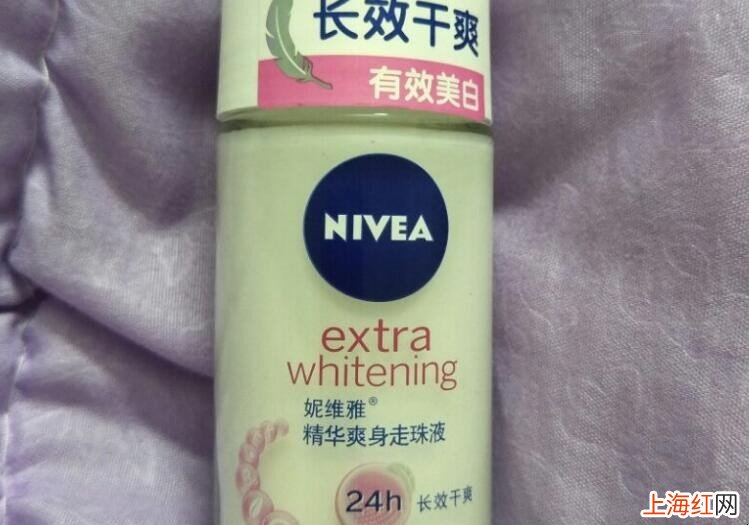 长效干爽
有效美白
NIVEA
extra
whitening
妮维雅®
精华爽身走珠液
24h 长效干爽
上海红网